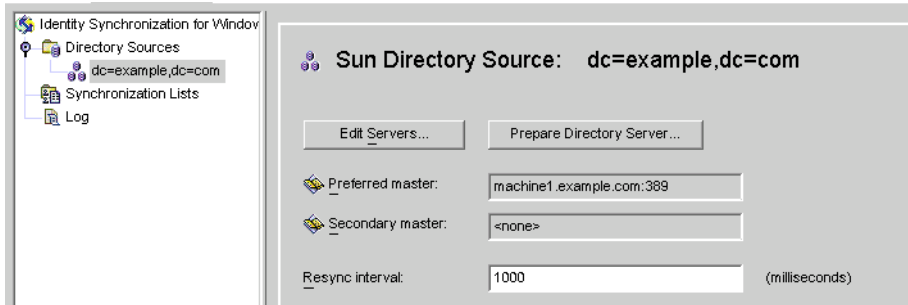 Identity Synchronization for Window
Directory Sources
dc=example,dc=com
Synchronization Lists
Log
Sun Directory Source: dc=example,dc=com
Edit Servers... Prepare Directory Server...
Preferred master: machine1.example.com:389
Secondary master: <none>
Resync interval: 1000 (milliseconds)